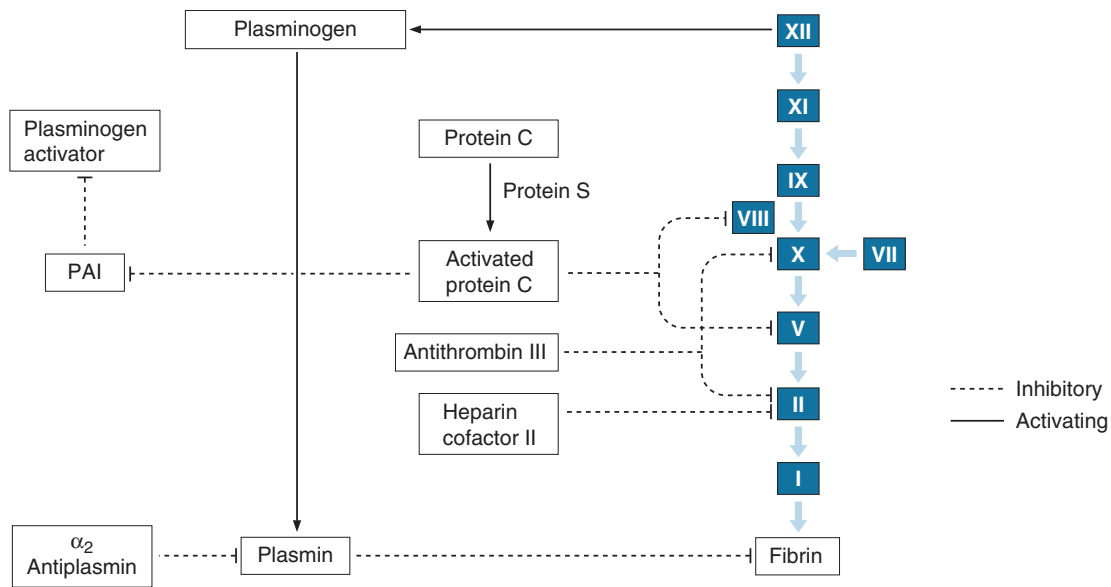 Plasminogen
XII
XI
Plasminogen
activator
Protein C
Protein S
IX
VIII
PAI
Activated
protein C
X
VII
V
Antithrombin III
Heparin
cofactor II
II
Inhibitory
Activating
I
α2
Antiplasmin
Plasmin
Fibrin